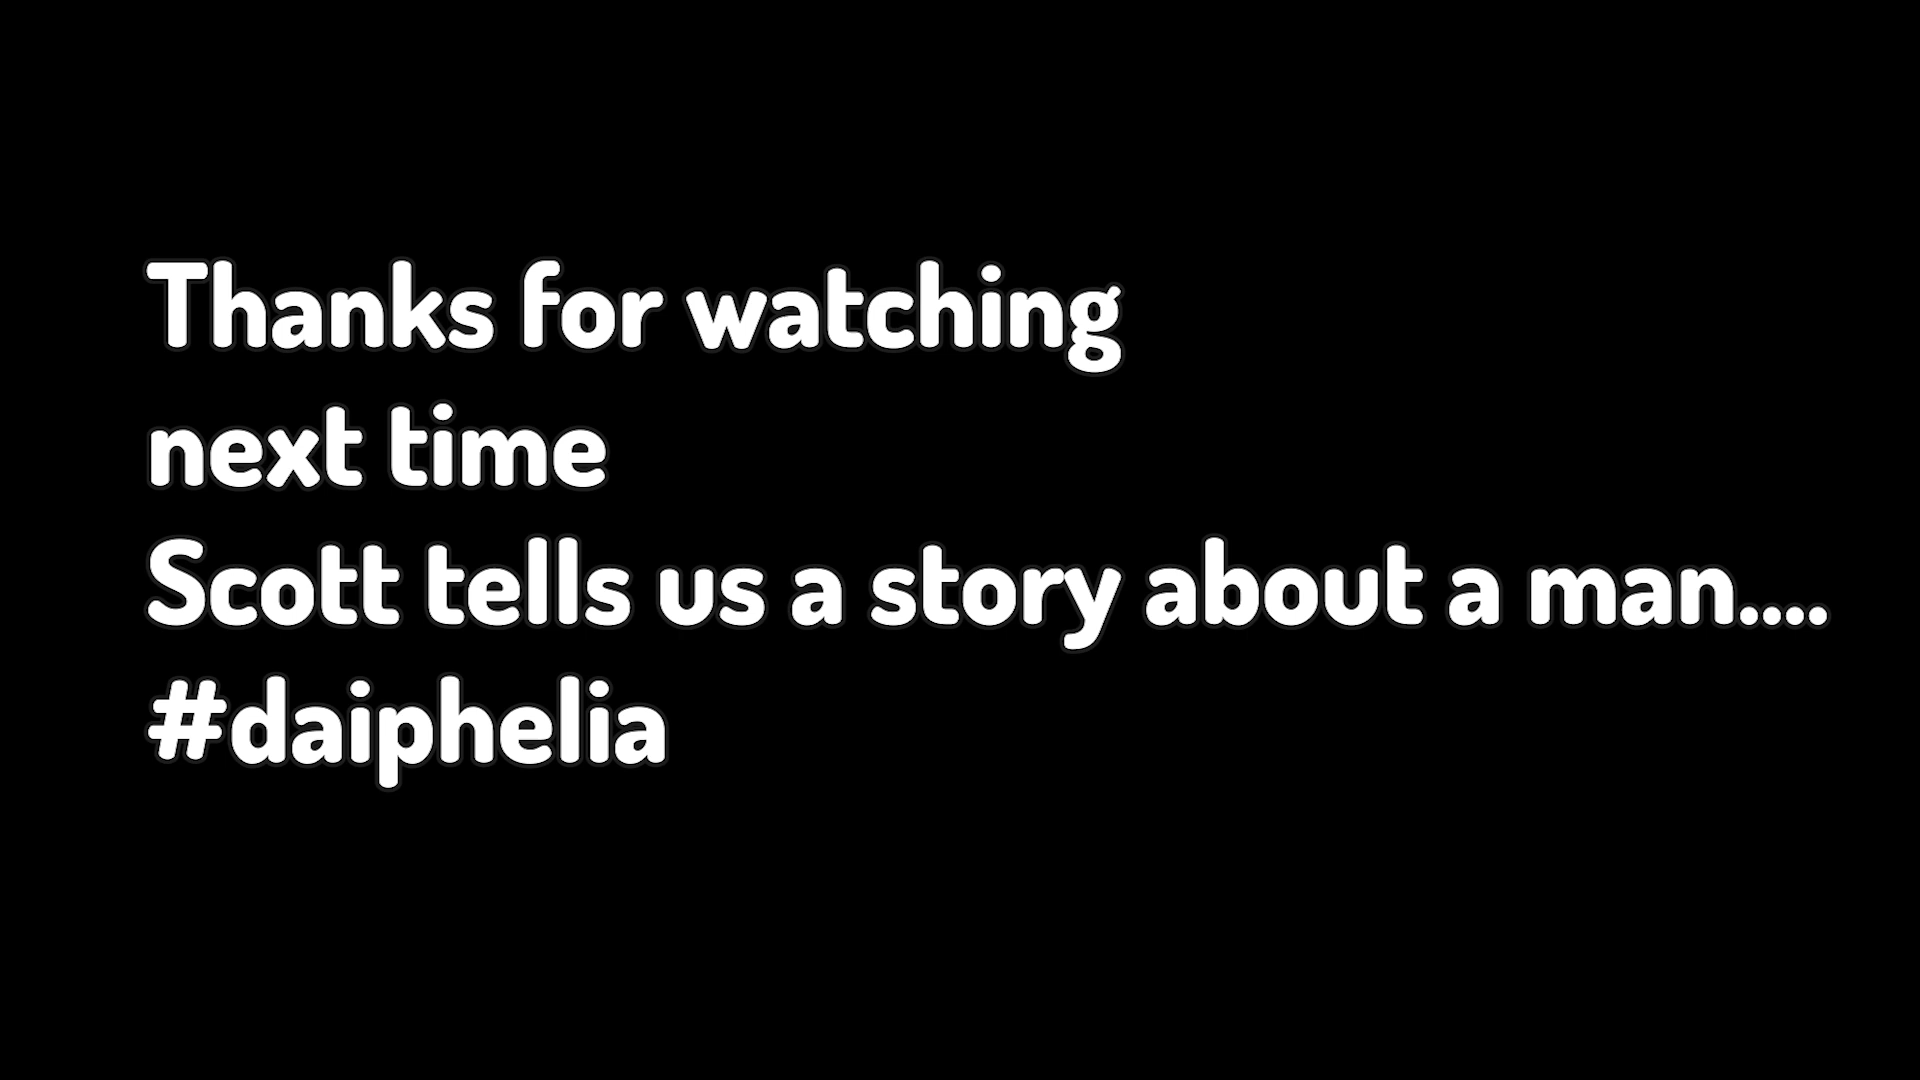 Thanks for watching
next time
Scott tells us a story about a man....
#daiphelia